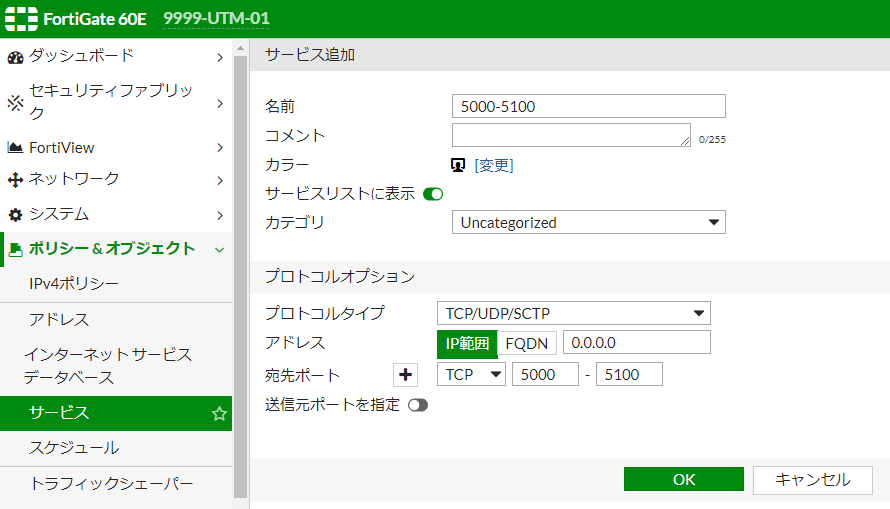 FortiGate 60E 9999-UTM-01
ダッシュボード
セキュリティファブリッ
ク
FortiView
ネットワーク
システム
ポリシー & オブジェクト
IPv4ポリシー
アドレス
インターネット サービス
データベース
サービス
スケジュール
トラフィックシェーパー
サービス追加
名前 5000-5100
コメント 0/255
カラー [変更]
サービスリストに表示
カテゴリ Uncategorized
プロトコルオプション
プロトコルタイプ TCP/UDP/SCTP
アドレス IP範囲 FQDN 0.0.0.0
宛先ポート TCP 5000 - 5100
送信元ポートを指定
OK キャンセル